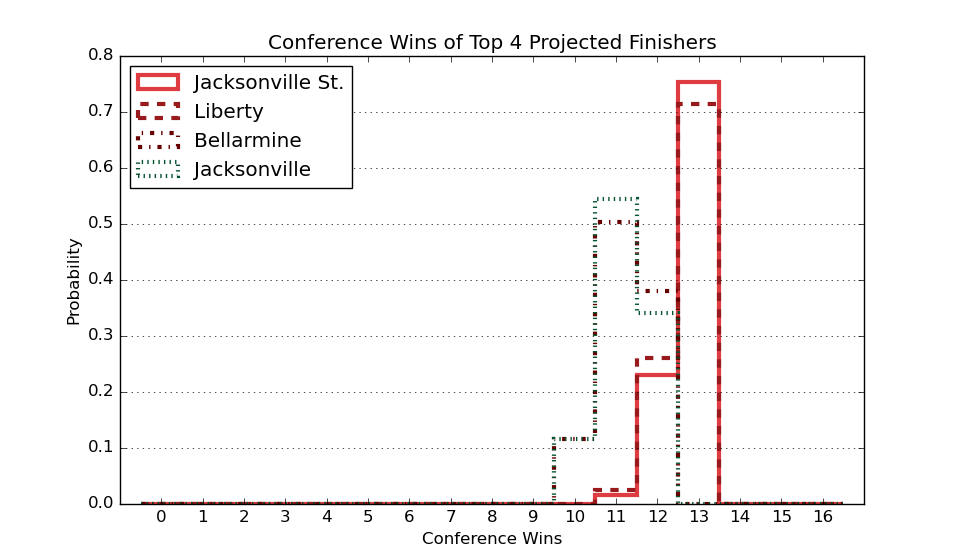 Conference Wins of Top 4 Projected Finishers
0.8
0.7
0.6
0.5
0.4
0.3
0.2
0.1
0.0
Probability
Jacksonville St.
Liberty
Bellarmine
Jacksonville
0 1 2 3 4 5 6 7 8 9 10 11 12 13 14 15 16
Conference Wins